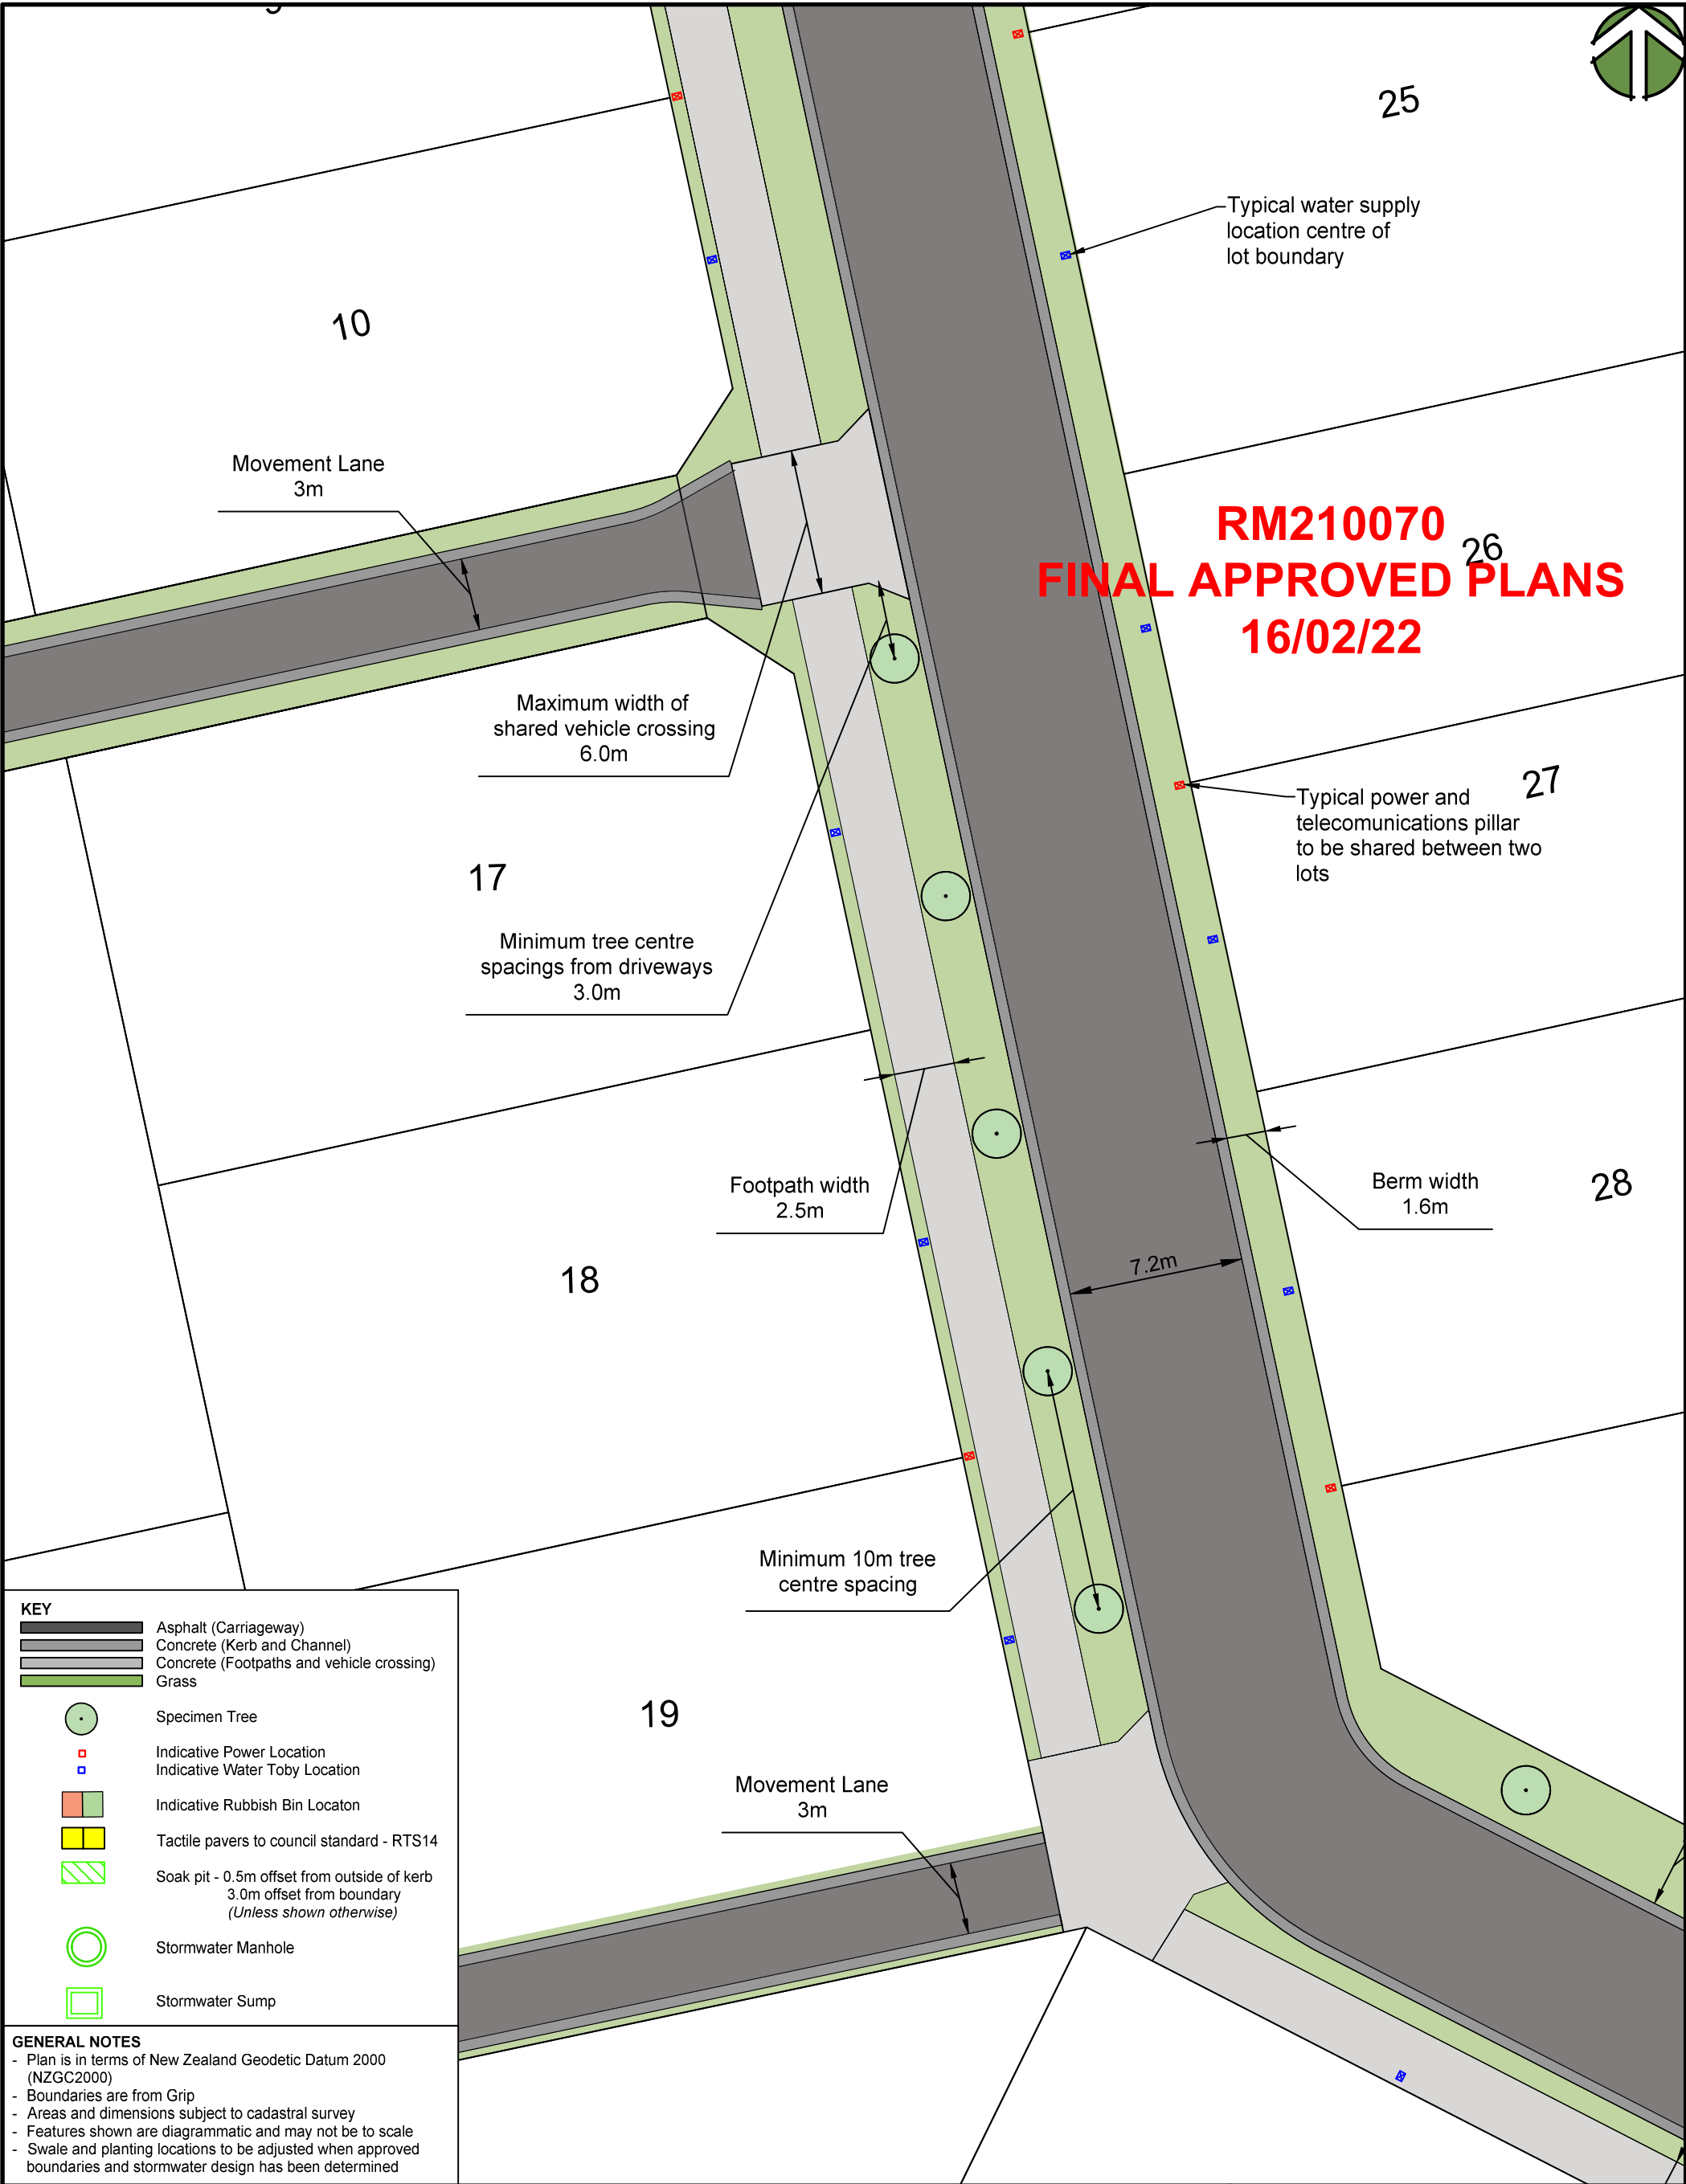 25
Typical water supply
location centre of
lot boundary
10
Movement Lane
3m
RM210070
26
FINAL APPROVED PLANS
16/02/22
Maximum width of
shared vehicle crossing
6.0m
27
Typical power and
telecomunications pillar
to be shared between two
lots
17
Minimum tree centre
spacings from driveways
3.0m
Footpath width
2.5m
Berm width
1.6m
28
7.2m
18
Minimum 10m tree
centre spacing
19
Movement Lane
3m
KEY
Asphalt (Carriageway)
Concrete (Kerb and Channel)
Concrete (Footpaths and vehicle crossing)
Grass
Specimen Tree
Indicative Power Location
Indicative Water Toby Location
Indicative Rubbish Bin Locaton
Tactile pavers to council standard - RTS14
Soak pit - 0.5m offset from outside of kerb
3.0m offset from boundary
(Unless shown otherwise)
Stormwater Manhole
Stormwater Sump
GENERAL NOTES
- Plan is in terms of New Zealand Geodetic Datum 2000
(NZGC2000)
- Boundaries are from Grip
- Areas and dimensions subject to cadastral survey
- Features shown are diagrammatic and may not be to scale
- Swale and planting locations to be adjusted when approved
boundaries and stormwater design has been determined